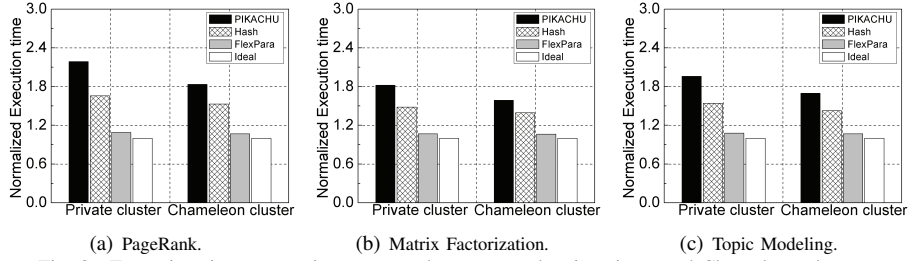 Normalized Execution time
3.0
2.4
1.8
1.2
0.6
0.0
PIKACHU
Hash
FlexPara
Ideal
Private cluster Chameleon cluster
(a) PageRank.
Normalized Execution time
3.0
2.4
1.8
1.2
0.6
0.0
PIKACHU
Hash
FlexPara
Ideal
Private cluster Chameleon cluster
(b) Matrix Factorization.
Normalized Execution time
3.0
2.4
1.8
1.2
0.6
0.0
PIKACHU
Hash
FlexPara
Ideal
Private cluster Chameleon cluster
(c) Topic Modeling.